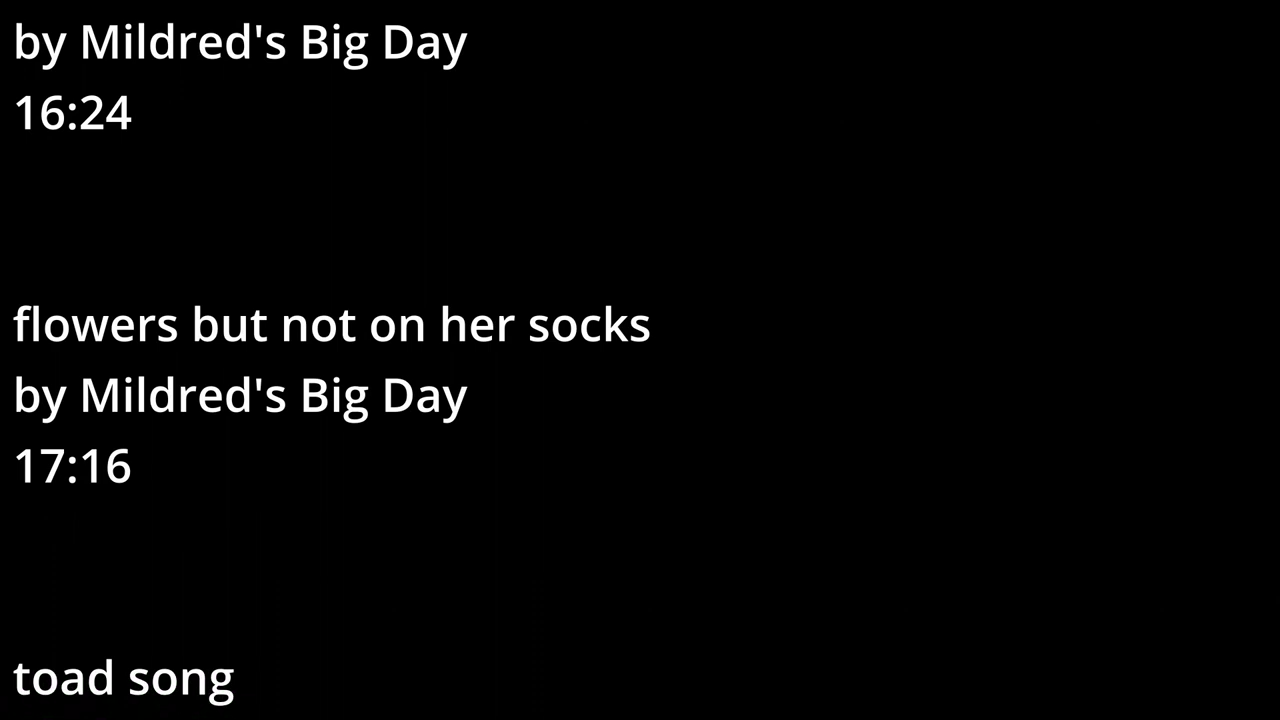 by Mildred's Big Day
16:24
flowers but not on her socks
by Mildred's Big Day
17:16
toad song